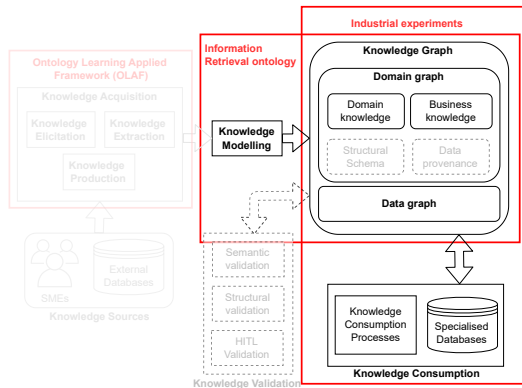 Industrial experiments
Information
Retrieval ontology
Knowledge Graph
Domain graph
Domain
knowledge
Business
knowledge
Structural
Schema
Data
provenance
Data graph
Ontology Learning Applied
Framework (OLAF)
Knowledge Acquisition
Knowledge
Elicitation
Knowledge
Extraction
Knowledge
Production
Knowledge
Modelling
SMEs
External
Databases
Knowledge Sources
Semantic
validation
Structural
validation
HITL
Validation
Knowledge Validation
Knowledge
Consumption
Processes
Specialised
Databases
Knowledge Consumption